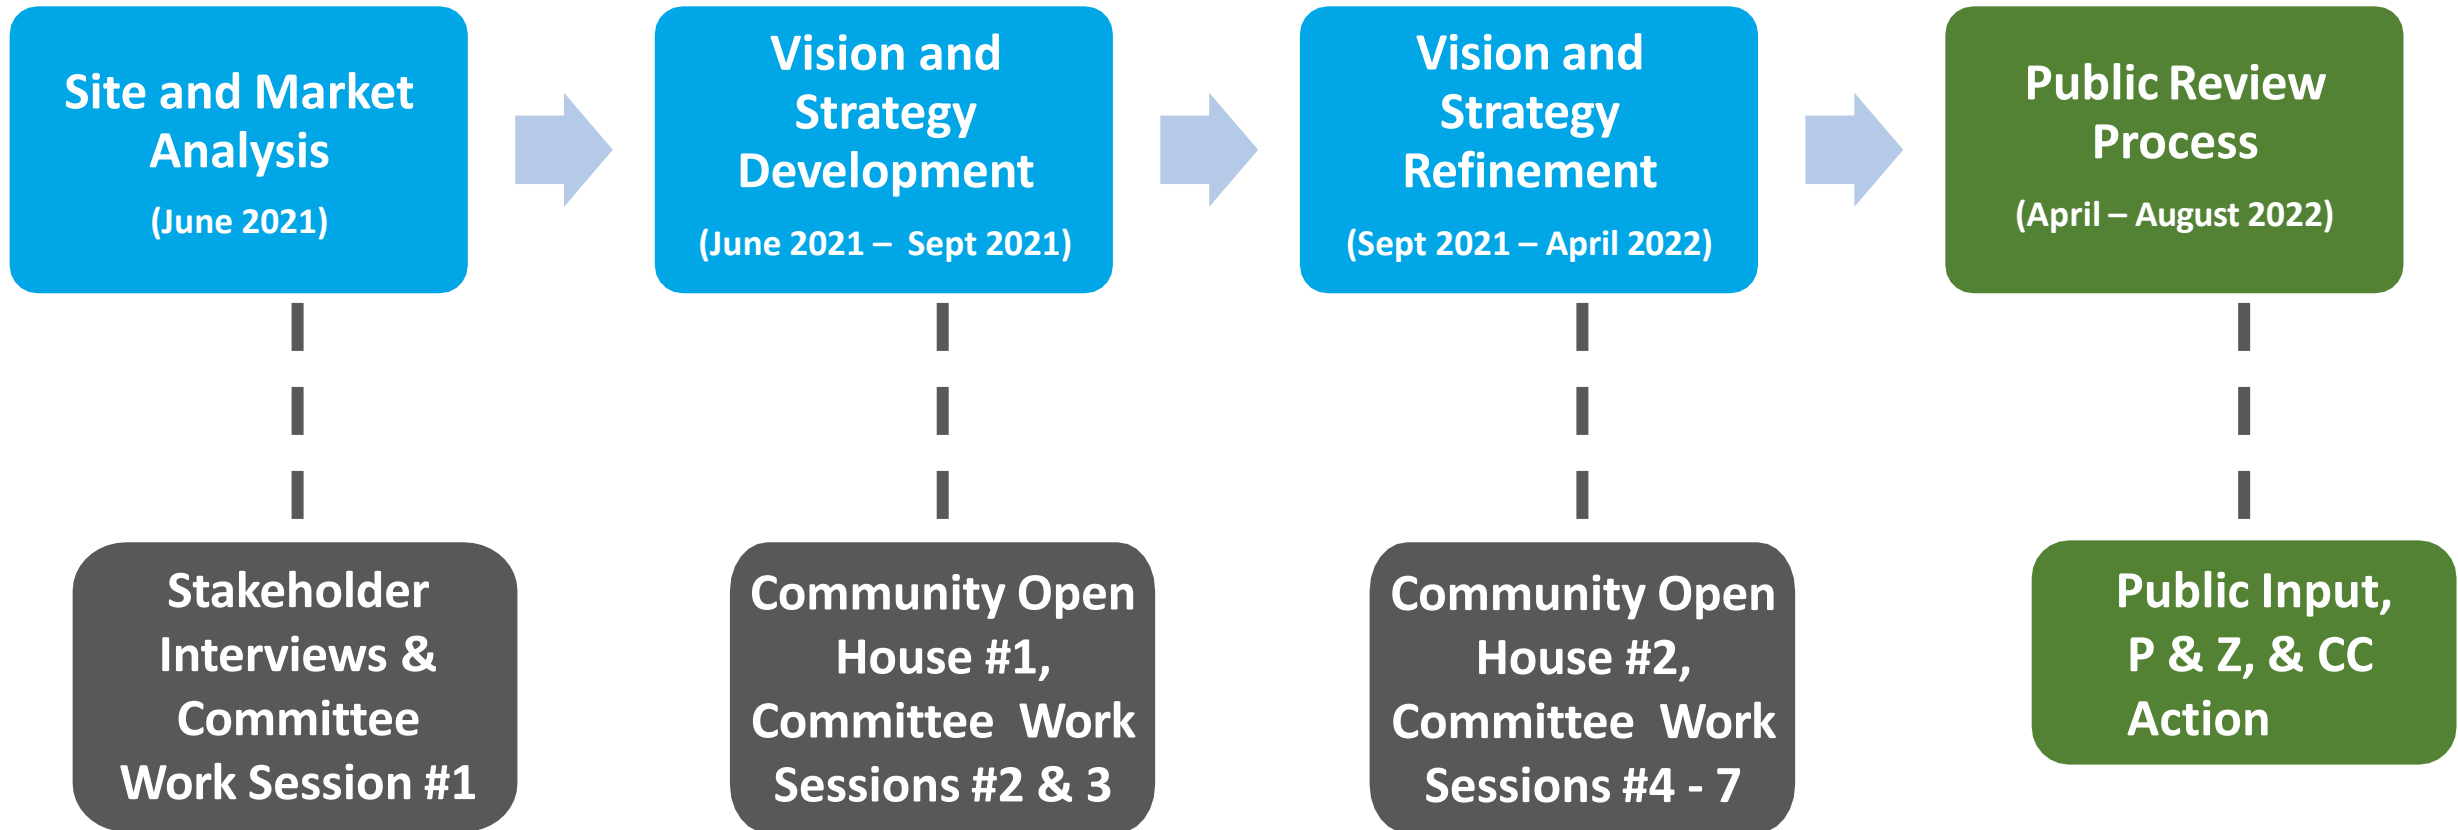 Site and Market
Analysis
(June 2021)
Vision and
Strategy
Development
(June 2021 – Sept 2021)
Vision and
Strategy
Refinement
(Sept 2021 – April 2022)
Public Review
Process
(April – August 2022)
Stakeholder
Interviews &
Committee
Work Session #1
Community Open
House #1,
Committee Work
Sessions #2 & 3
Community Open
House #2,
Committee Work
Sessions #4 - 7
Public Input,
P & Z, & CC
Action